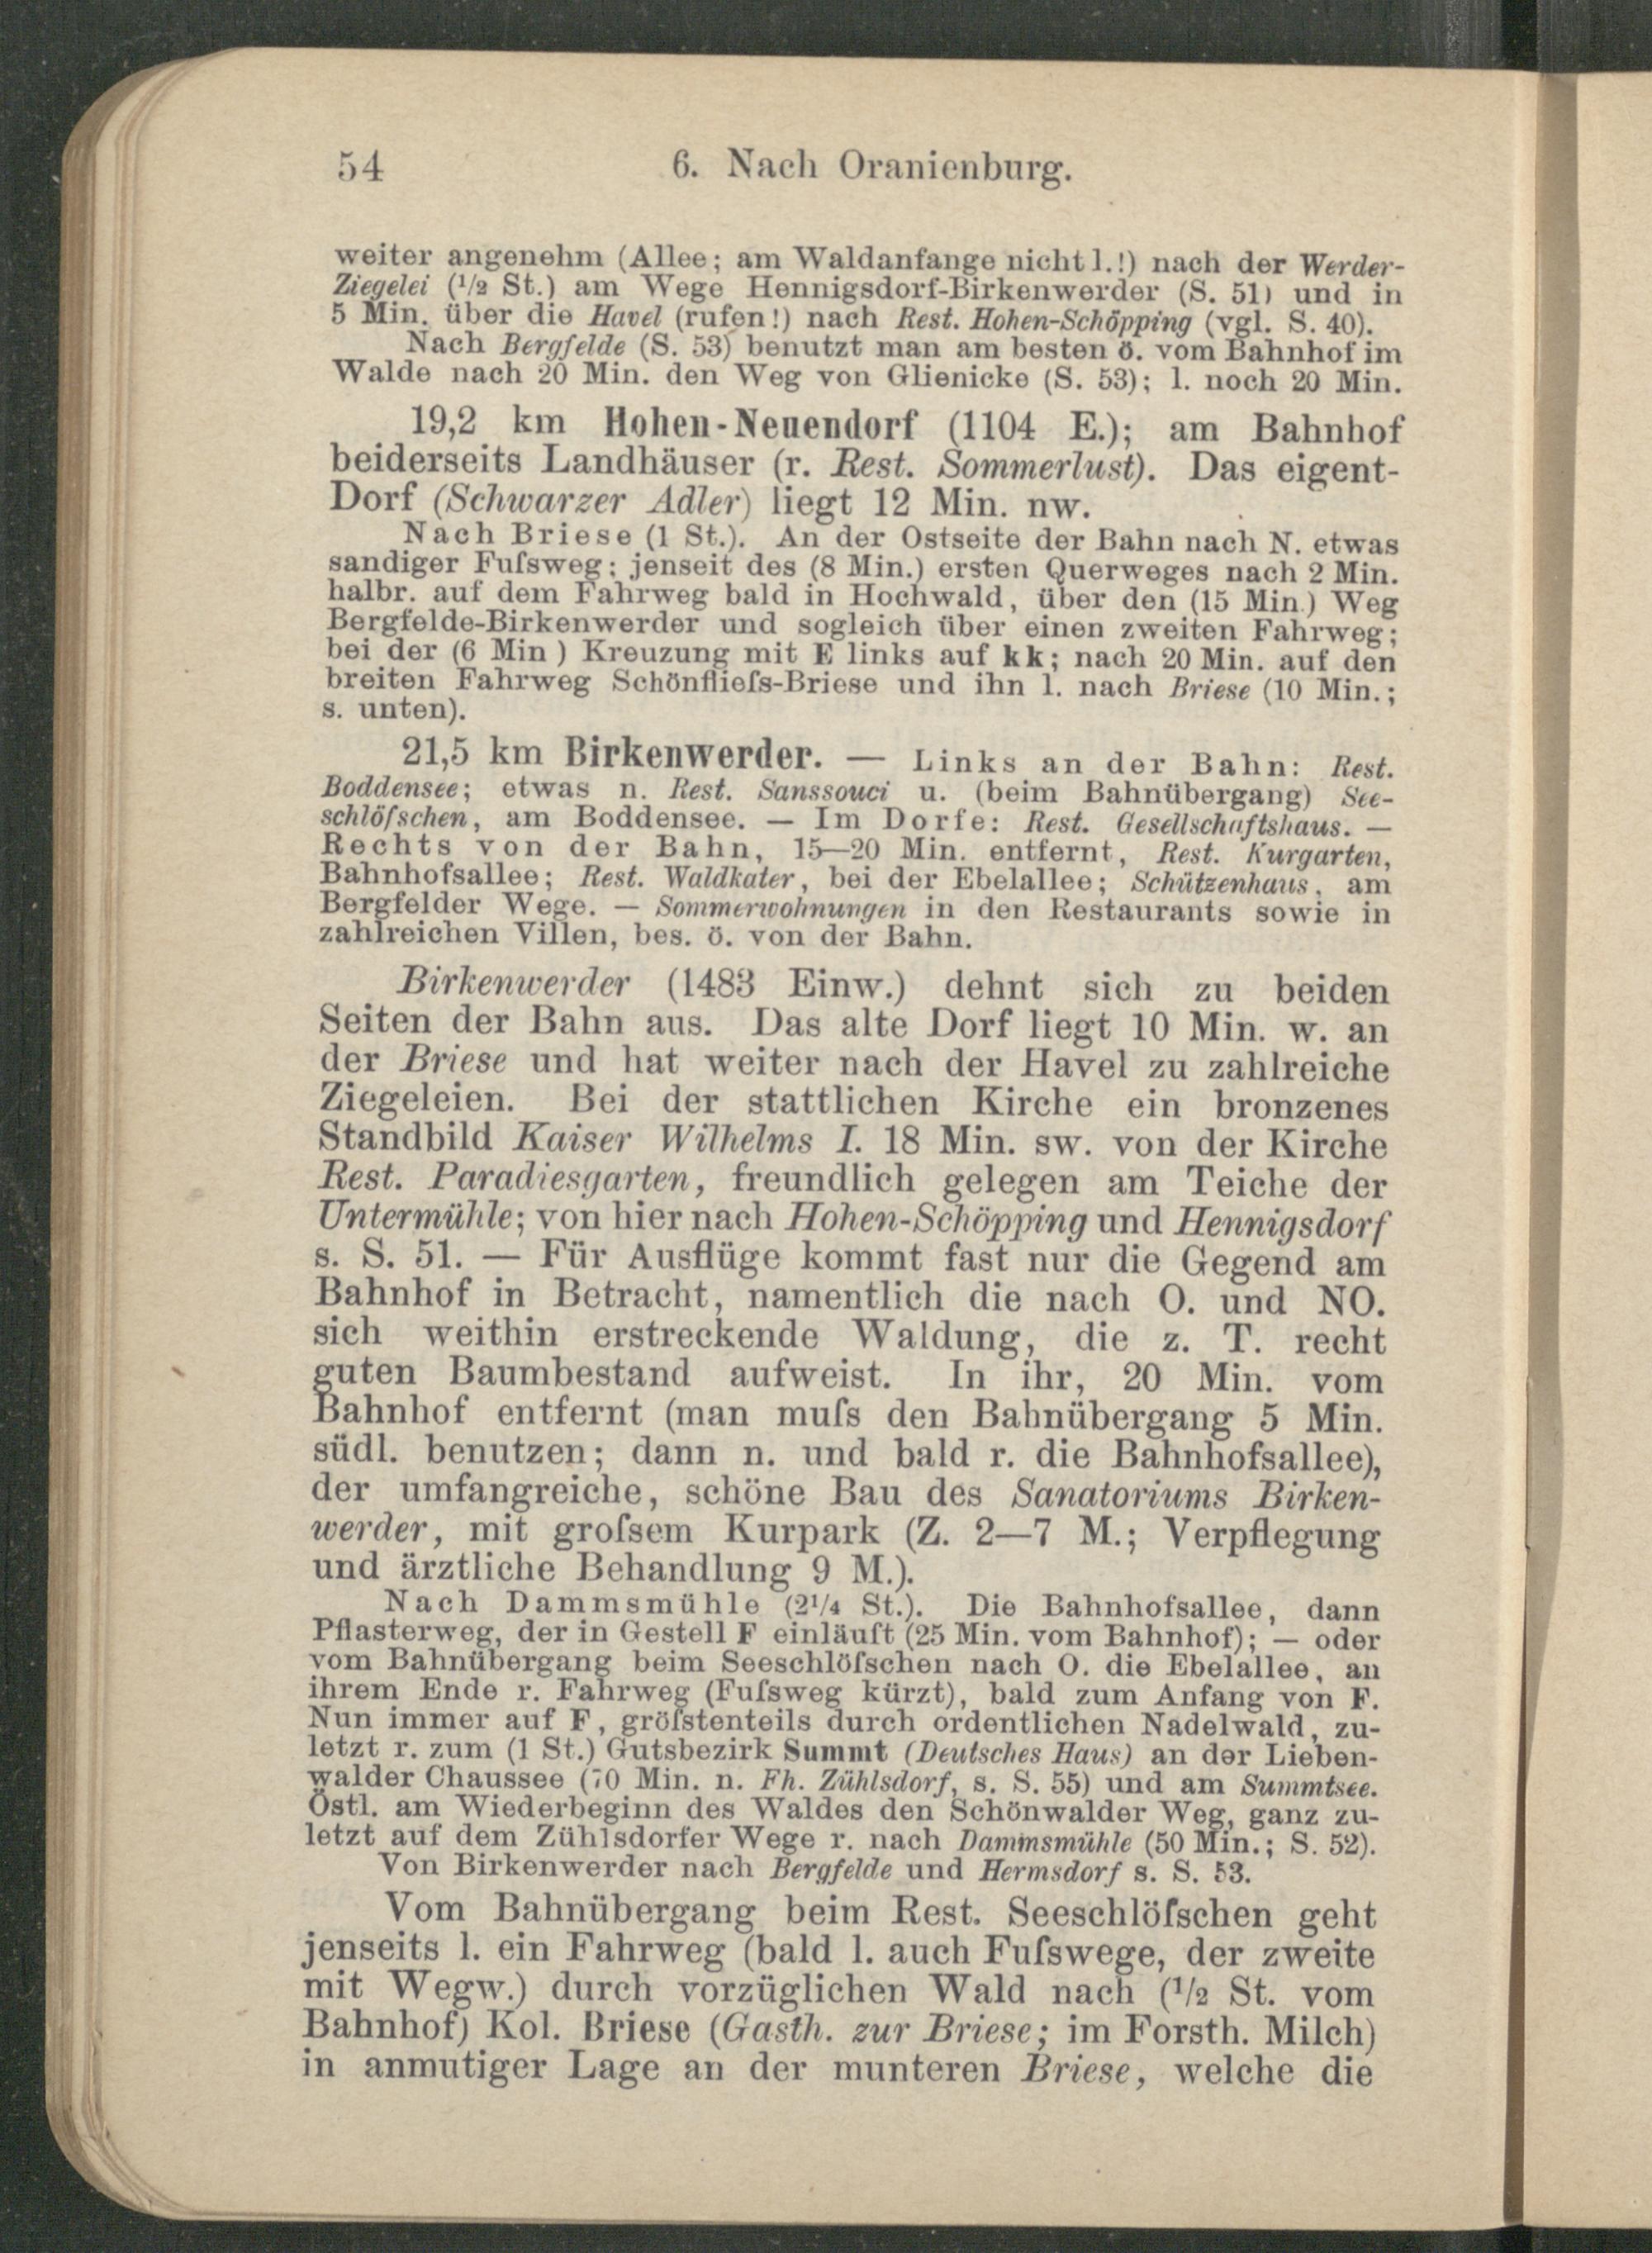 54
6. Nach Oranienburg.
weiter angenehm (Allee; am Waldanfange nicht l.!) nach der Werder-
Ziegelei (1/2 St.) am Wege Hennigsdorf-Birkenwerder (S. 51) und in
5 Min. über die Havel (rufen!) nach Rest. Hohen-Schöpping (vgl. S. 40).
Nach Bergfelde (S. 53) benutzt man am besten ö. vom Bahnhof im
Walde nach 20 Min. den Weg von Glienicke (S. 53); l. noch 20 Min.
19,2 km Hohen-Neuendorf (1104 E.); am Bahnhof
beiderseits Landhäuser (r. Rest. Sommerlust). Das eigent-
Dorf (Schwarzer Adler) liegt 12 Min. nw.
Nach Briese (1 St.). An der Ostseite der Bahn nach N. etwas
sandiger Fuſsweg; jenseit des (8 Min.) ersten Querweges nach 2 Min.
halbr. auf dem Fahrweg bald in Hochwald, über den (15 Min.) Weg
Bergfelde-Birkenwerder und sogleich über einen zweiten Fahrweg;
bei der (6 Min) Kreuzung mit E links auf kk; nach 20 Min. auf den
breiten Fahrweg Schönflieſs-Briese und ihn l. nach Briese (10 Min.;
s. unten).
21,5 km Birkenwerder. — Links an der Bahn: Rest.
Boddensee; etwas n. Rest. Sanssouci u. (beim Bahnübergang) See-
schlöſschen, am Boddensee. — Im Dorfe: Rest. Gesellschaftshaus. —
Rechts von der Bahn, 15—20 Min. entfernt, Rest. Kurgarten,
Bahnhofsallee; Rest. Waldkater, bei der Ebelallee; Schützenhaus, am
Bergfelder Wege. — Sommerwohnungen in den Restaurants sowie in
zahlreichen Villen, bes. ö. von der Bahn.
Birkenwerder (1483 Einw.) dehnt sich zu beiden
Seiten der Bahn aus. Das alte Dorf liegt 10 Min. w. an
der Briese und hat weiter nach der Havel zu zahlreiche
Ziegeleien. Bei der stattlichen Kirche ein bronzenes
Standbild Kaiser Wilhelms I. 18 Min. sw. von der Kirche
Rest. Paradiesgarten, freundlich gelegen am Teiche der
Untermühle; von hier nach Hohen-Schöpping und Hennigsdorf
s. S. 51. — Für Ausflüge kommt fast nur die Gegend am
Bahnhof in Betracht, namentlich die nach O. und NO.
sich weithin erstreckende Waldung, die z. T. recht
guten Baumbestand aufweist. In ihr, 20 Min. vom
Bahnhof entfernt (man muſs den Bahnübergang 5 Min.
südl. benutzen; dann n. und bald r. die Bahnhofsallee),
der umfangreiche, schöne Bau des Sanatoriums Birken-
werder, mit groſsem Kurpark (Z. 2—7 M.; Verpflegung
und ärztliche Behandlung 9 M.).
Nach Dammsmühle (2 1/4 St.). Die Bahnhofsallee, dann
Pflasterweg, der in Gestell F einläuft (25 Min. vom Bahnhof); — oder
vom Bahnübergang beim Seeschlöſschen nach O. die Ebelallee, an
ihrem Ende r. Fahrweg (Fuſsweg kürzt), bald zum Anfang von F.
Nun immer auf F, gröſstenteils durch ordentlichen Nadelwald, zu-
letzt r. zum (1 St.) Gutsbezirk Summt (Deutsches Haus) an der Lieben-
walder Chaussee (70 Min. n. Fh. Zühlsdorf, s. S. 55) und am Summtsee.
Östl. am Wiederbeginn des Waldes den Schönwalder Weg, ganz zu-
letzt auf dem Zühlsdorfer Wege r. nach Dammsmühle (50 Min.; S. 52).
Von Birkenwerder nach Bergfelde und Hermsdorf s. S. 53.
Vom Bahnübergang beim Rest. Seeschlöſschen geht
jenseits l. ein Fahrweg (bald l. auch Fuſswege, der zweite
mit Wegw.) durch vorzüglichen Wald nach (1/2 St. vom
Bahnhof) Kol. Briese (Gasth. zur Briese; im Forsth. Milch)
in anmutiger Lage an der munteren Briese, welche die